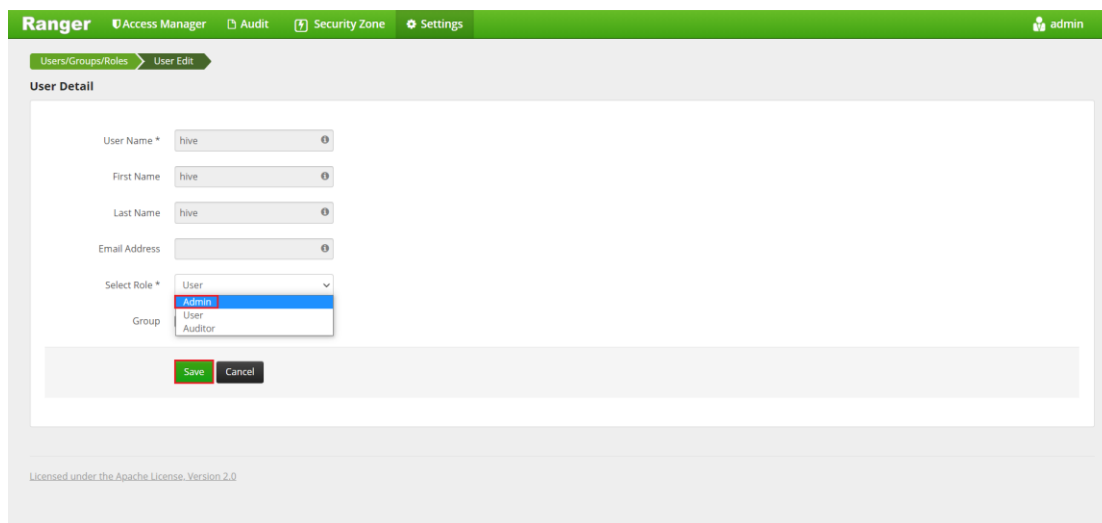 Ranger Access Manager Audit Security Zone Settings admin
Users/Groups/Roles User Edit
User Detail
User Name * hive
First Name hive
Last Name hive
Email Address
Select Role * User
Admin
User
Group
Auditor
Save Cancel
Licensed under the Apache License, Version 2.0